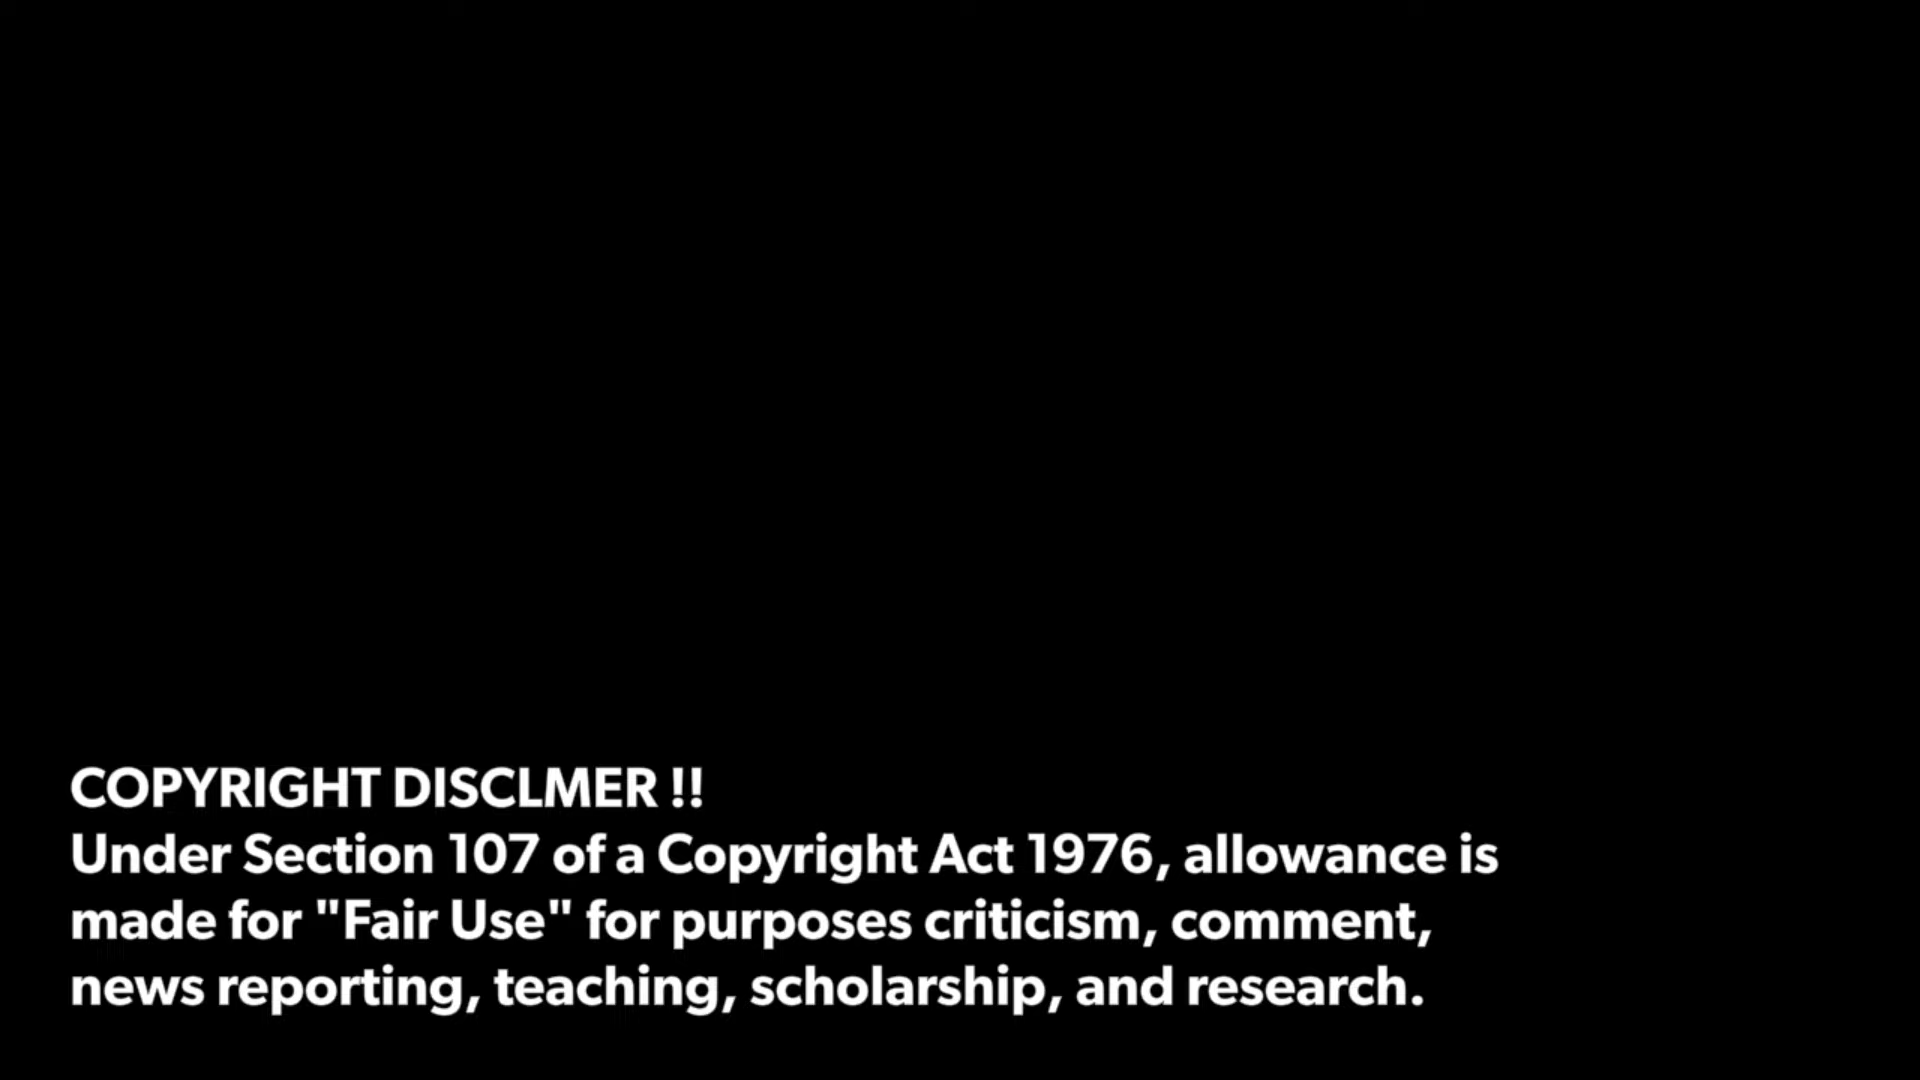 COPYRIGHT DISCLMER !!
Under Section 107 of a Copyright Act 1976, allowance is
made for "Fair Use" for purposes criticism, comment,
news reporting, teaching, scholarship, and research.